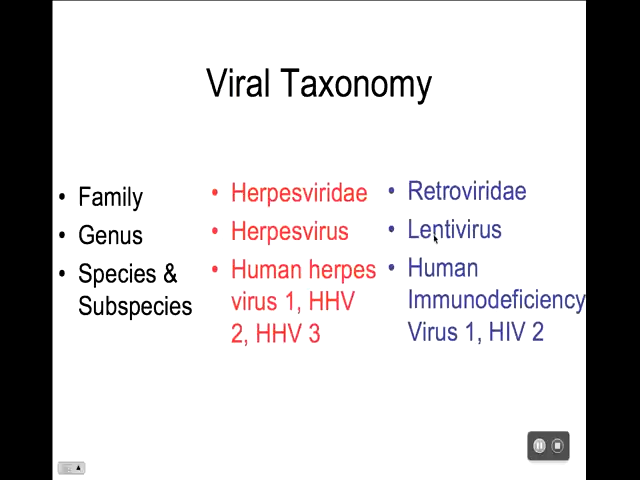 Viral Taxonomy
• Family
• Genus
• Species &
Subspecies
• Herpesviridae
• Herpesvirus
• Human herpes
virus 1, HHV
2, HHV 3
• Retroviridae
• Lentivirus
• Human
Immunodeficiency
Virus 1, HIV 2